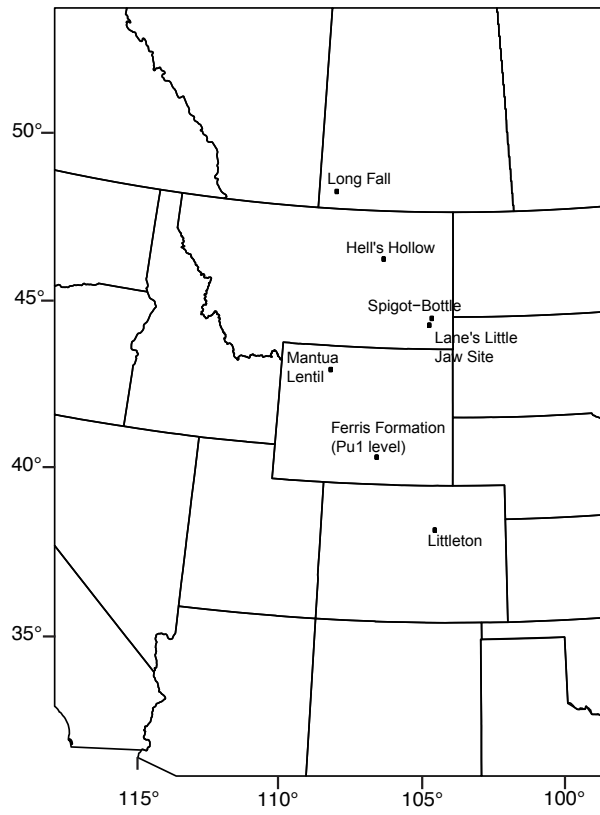 50°
Long Fall
Hell's Hollow
45°
Spigot−Bottle
Lane's Little
Jaw Site
Mantua
Lentil
Ferris Formation
(Pu1 level)
40°
Littleton
35°
115°
110°
105°
100°